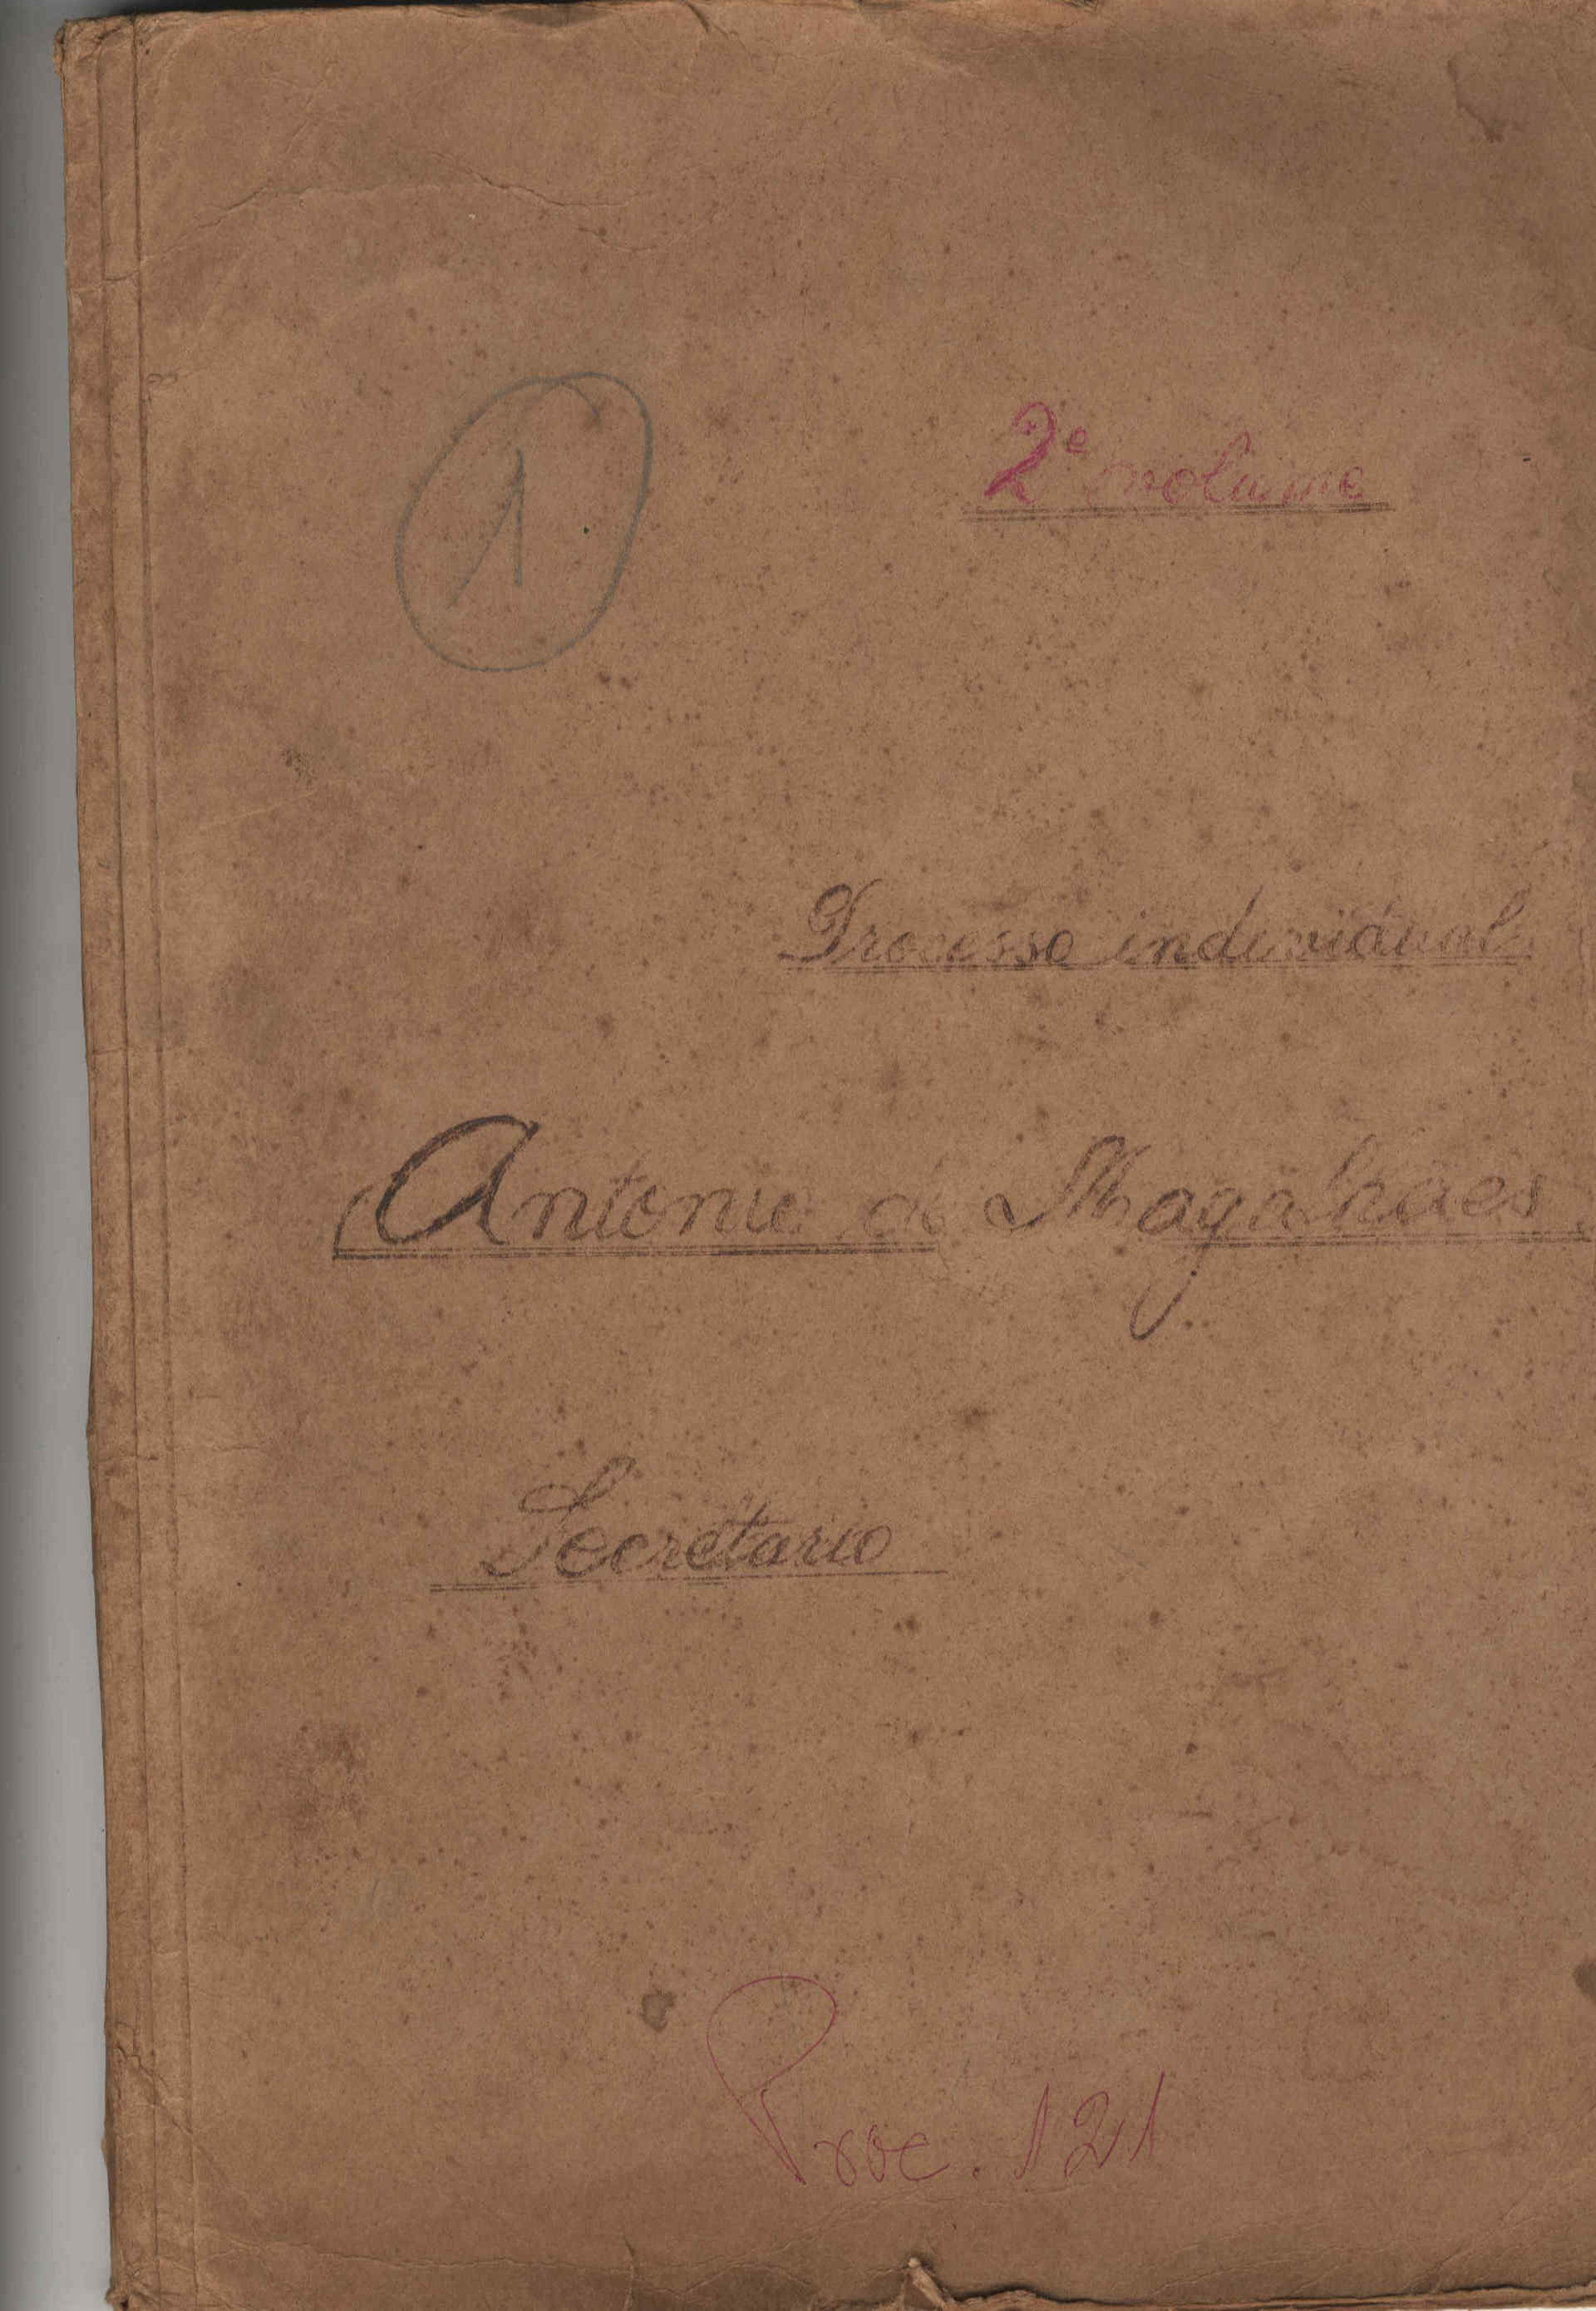 1
2º volume
Processo individual
Antonio de Magalhães
Secretario
Proc. 121